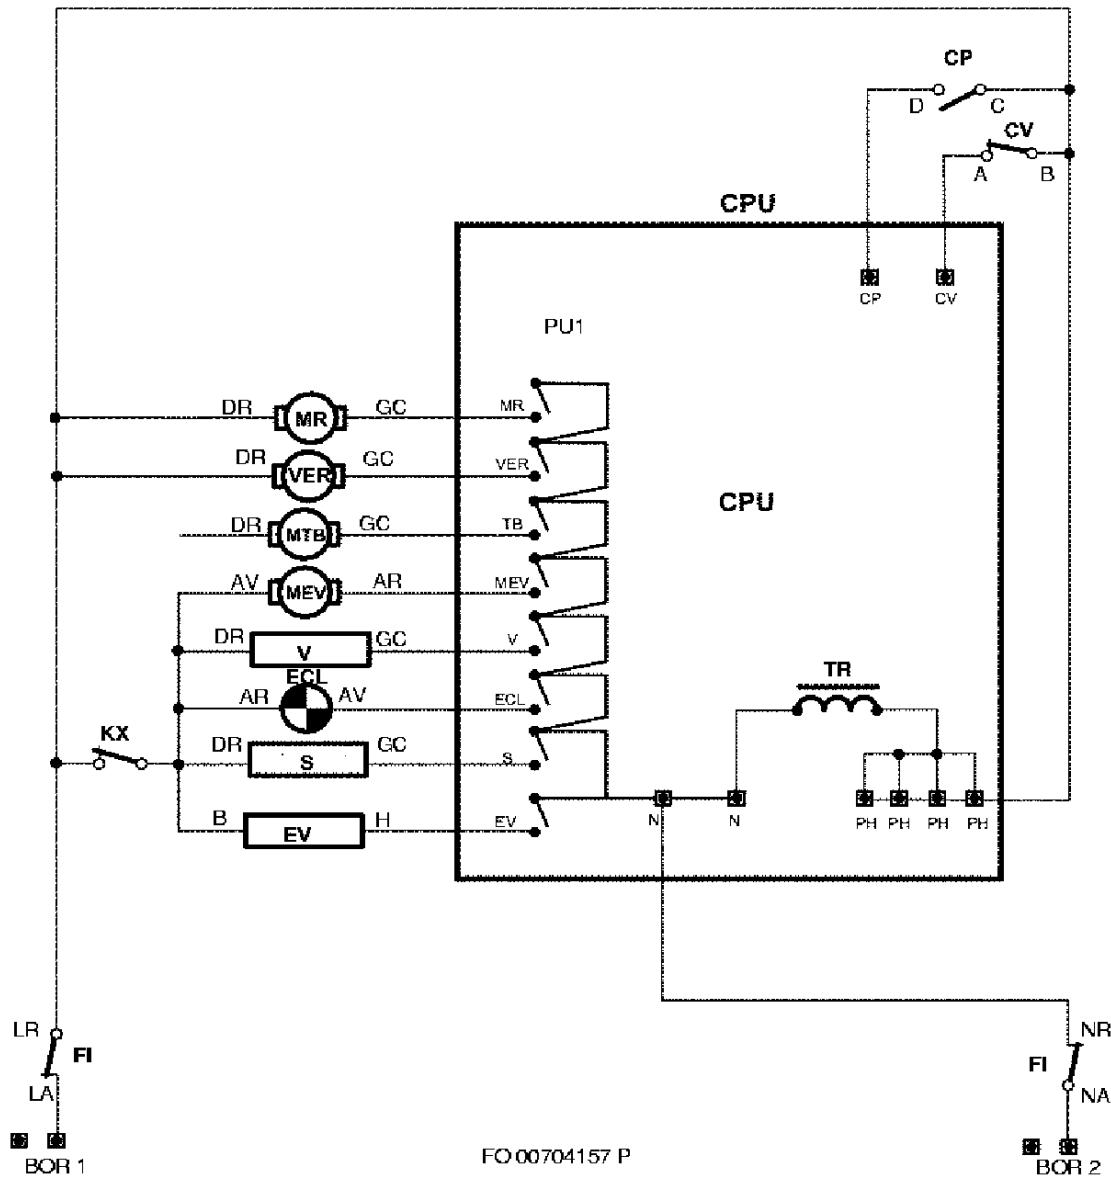 CP
D C
CV
A B
CPU
CP CV
PU1
DR MR GC MR
DR VER GC VER
CPU
DR MTB GC TB
AV MEV AR MEV
DR V GC V
ECL
AR AV ECL
TR
KX
DR S GC S
B EV H EV
N N PH PH PH PH
LR NR
FI FI
LA NA
BOR 1 FO 00704157 P BOR 2